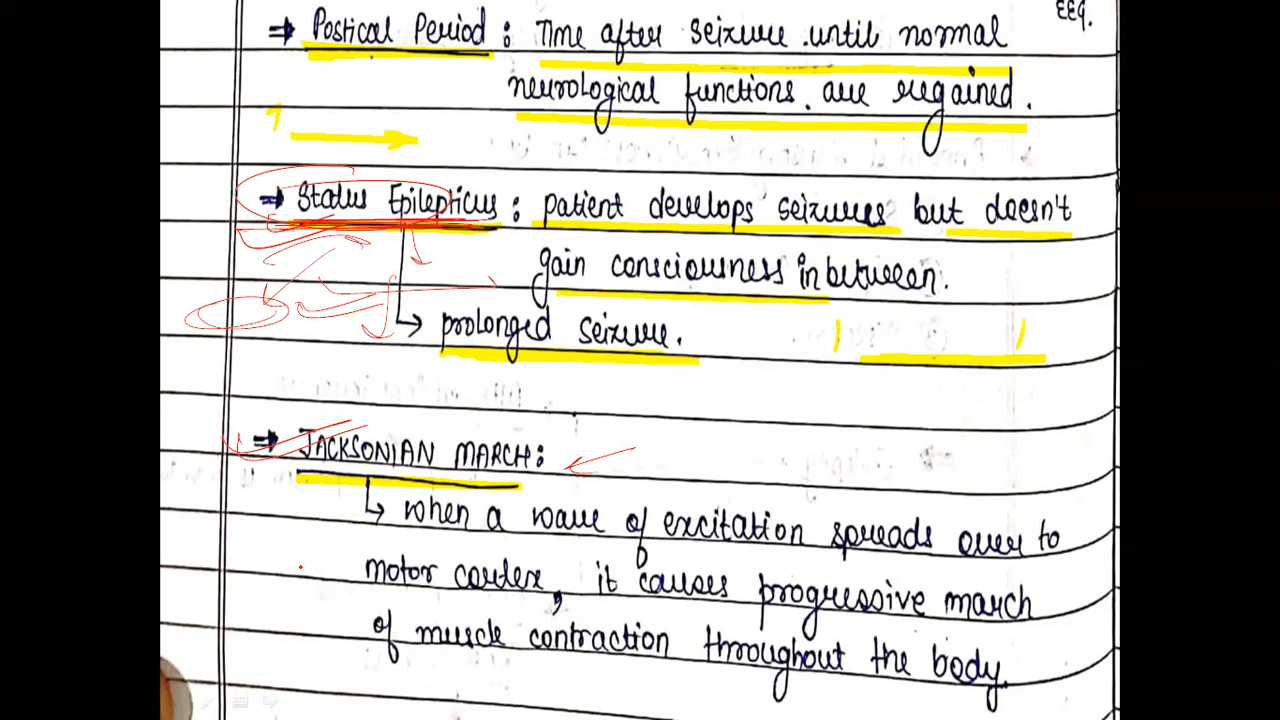 EEG.
⇒ Postical Period : Time after seizure until normal
neurological functions are regained.
⇒ Status Epilepticus : patient develops seizures but doesn't
gain consciousness in between.
↳ prolonged seizure.
⇒ JACKSONIAN MARCH:
↳ when a wave of excitation spreads over to
motor cortex, it causes progressive march
of muscle contraction throughout the body.